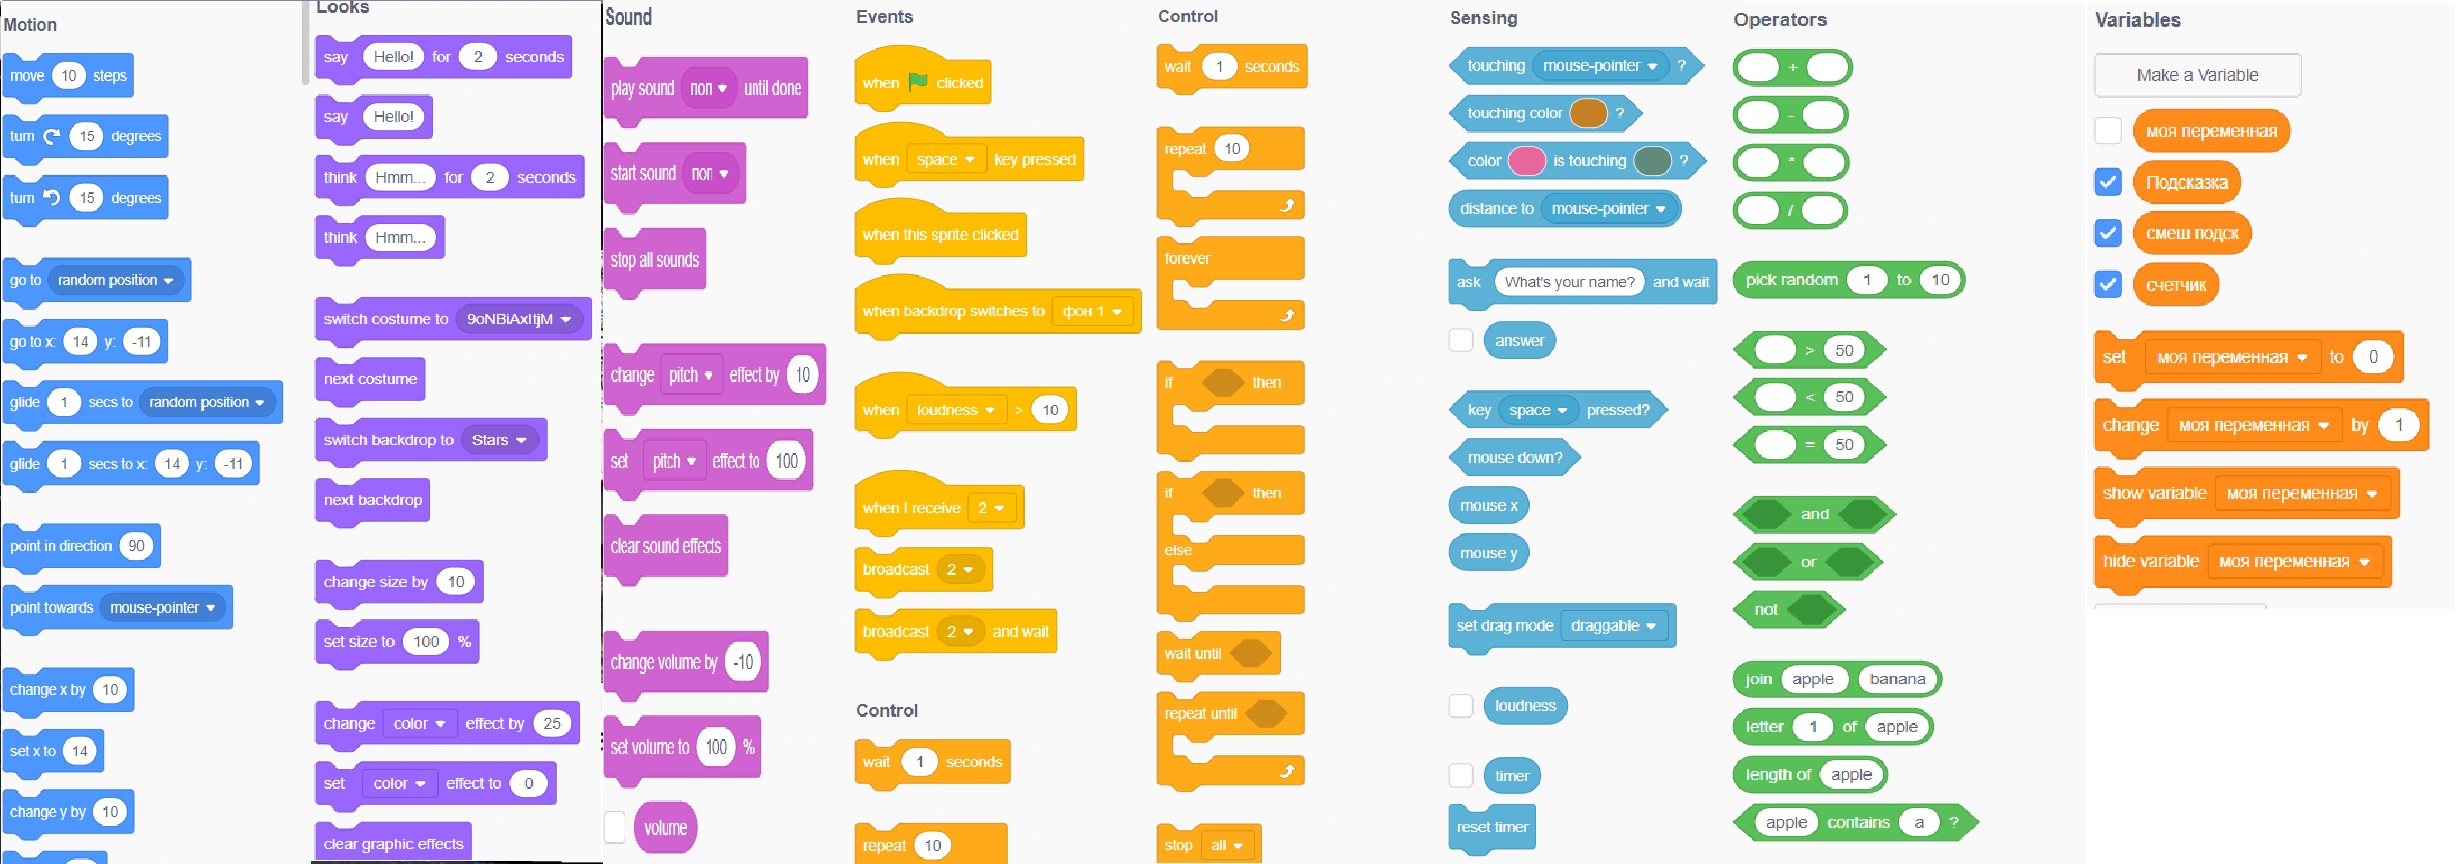 Motion
move 10 steps
turn 15 degrees
turn 15 degrees
go to random position
go to x: 14 y: -11
glide 1 secs to random position
glide 1 secs to x: 14 y: -11
point in direction 90
point towards mouse-pointer
change x by 10
set x to 14
change y by 10
Looks
say Hello! for 2 seconds
say Hello!
think Hmm... for 2 seconds
think Hmm...
switch costume to 9oNBiAxItjM
next costume
switch backdrop to Stars
next backdrop
change size by 10
set size to 100 %
change color effect by 25
set color effect to 0
clear graphic effects
Sound
play sound non until done
start sound non
stop all sounds
change pitch effect by 10
set pitch effect to 100
clear sound effects
change volume by -10
set volume to 100 %
volume
Events
when clicked
when space key pressed
when this sprite clicked
when backdrop switches to фон 1
when loudness > 10
when I receive 2
broadcast 2
broadcast 2 and wait
Control
wait 1 seconds
repeat 10
Control
wait 1 seconds
repeat 10
forever
if then
if then
else
wait until
repeat until
stop all
Sensing
touching mouse-pointer ?
touching color ?
color is touching ?
distance to mouse-pointer
ask What's your name? and wait
answer
key space pressed?
mouse down?
mouse x
mouse y
set drag mode draggable
loudness
timer
reset timer
Operators
+
-
*
/
pick random 1 to 10
> 50
< 50
= 50
and
or
not
join apple banana
letter 1 of apple
length of apple
apple contains a ?
Variables
Make a Variable
моя переменная
Подсказка
смеш подск
счетчик
set моя переменная to 0
change моя переменная by 1
show variable моя переменная
hide variable моя переменная